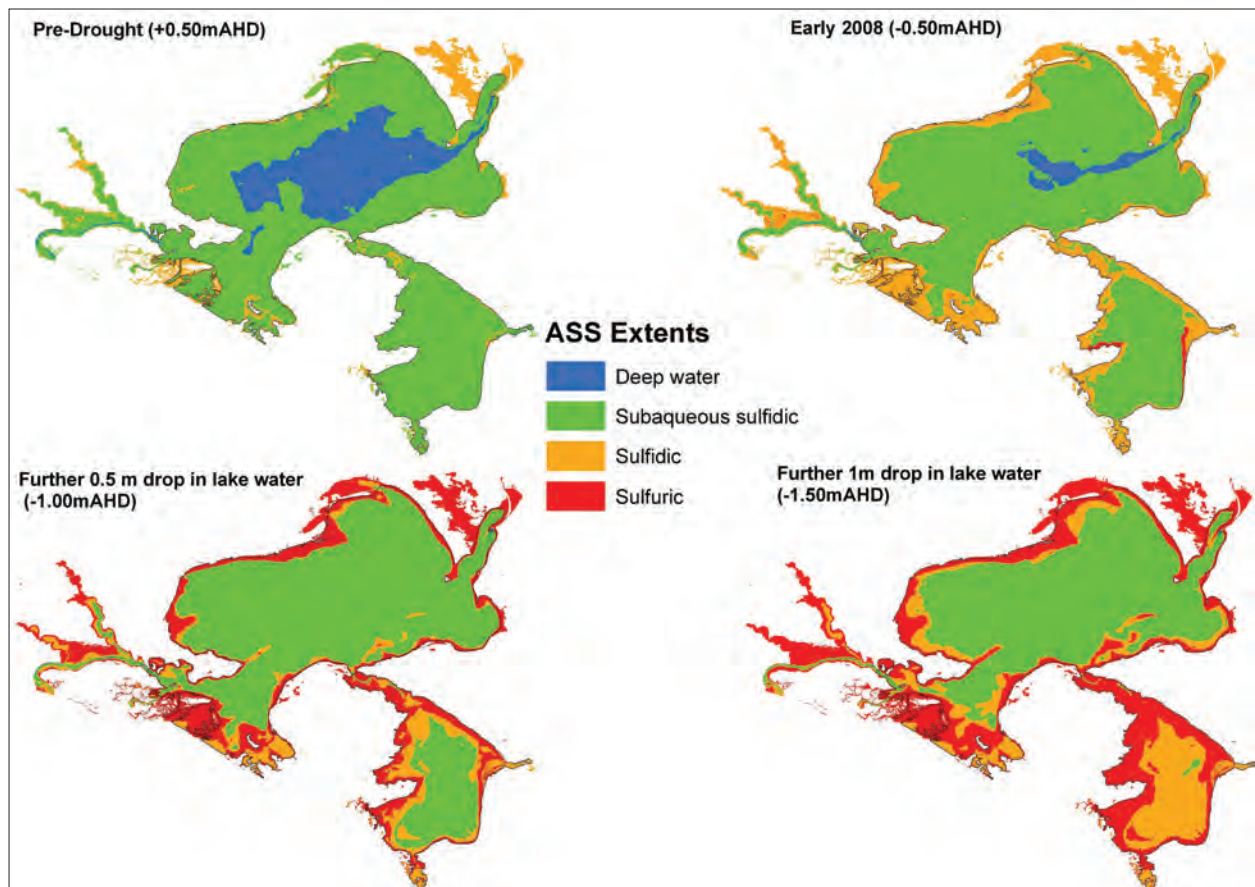 Pre-Drought (+0.50mAHD)
Early 2008 (-0.50mAHD)
ASS Extents
Deep water
Subaqueous sulfidic
Sulfidic
Sulfuric
Further 0.5 m drop in lake water
(-1.00mAHD)
Further 1m drop in lake water
(-1.50mAHD)